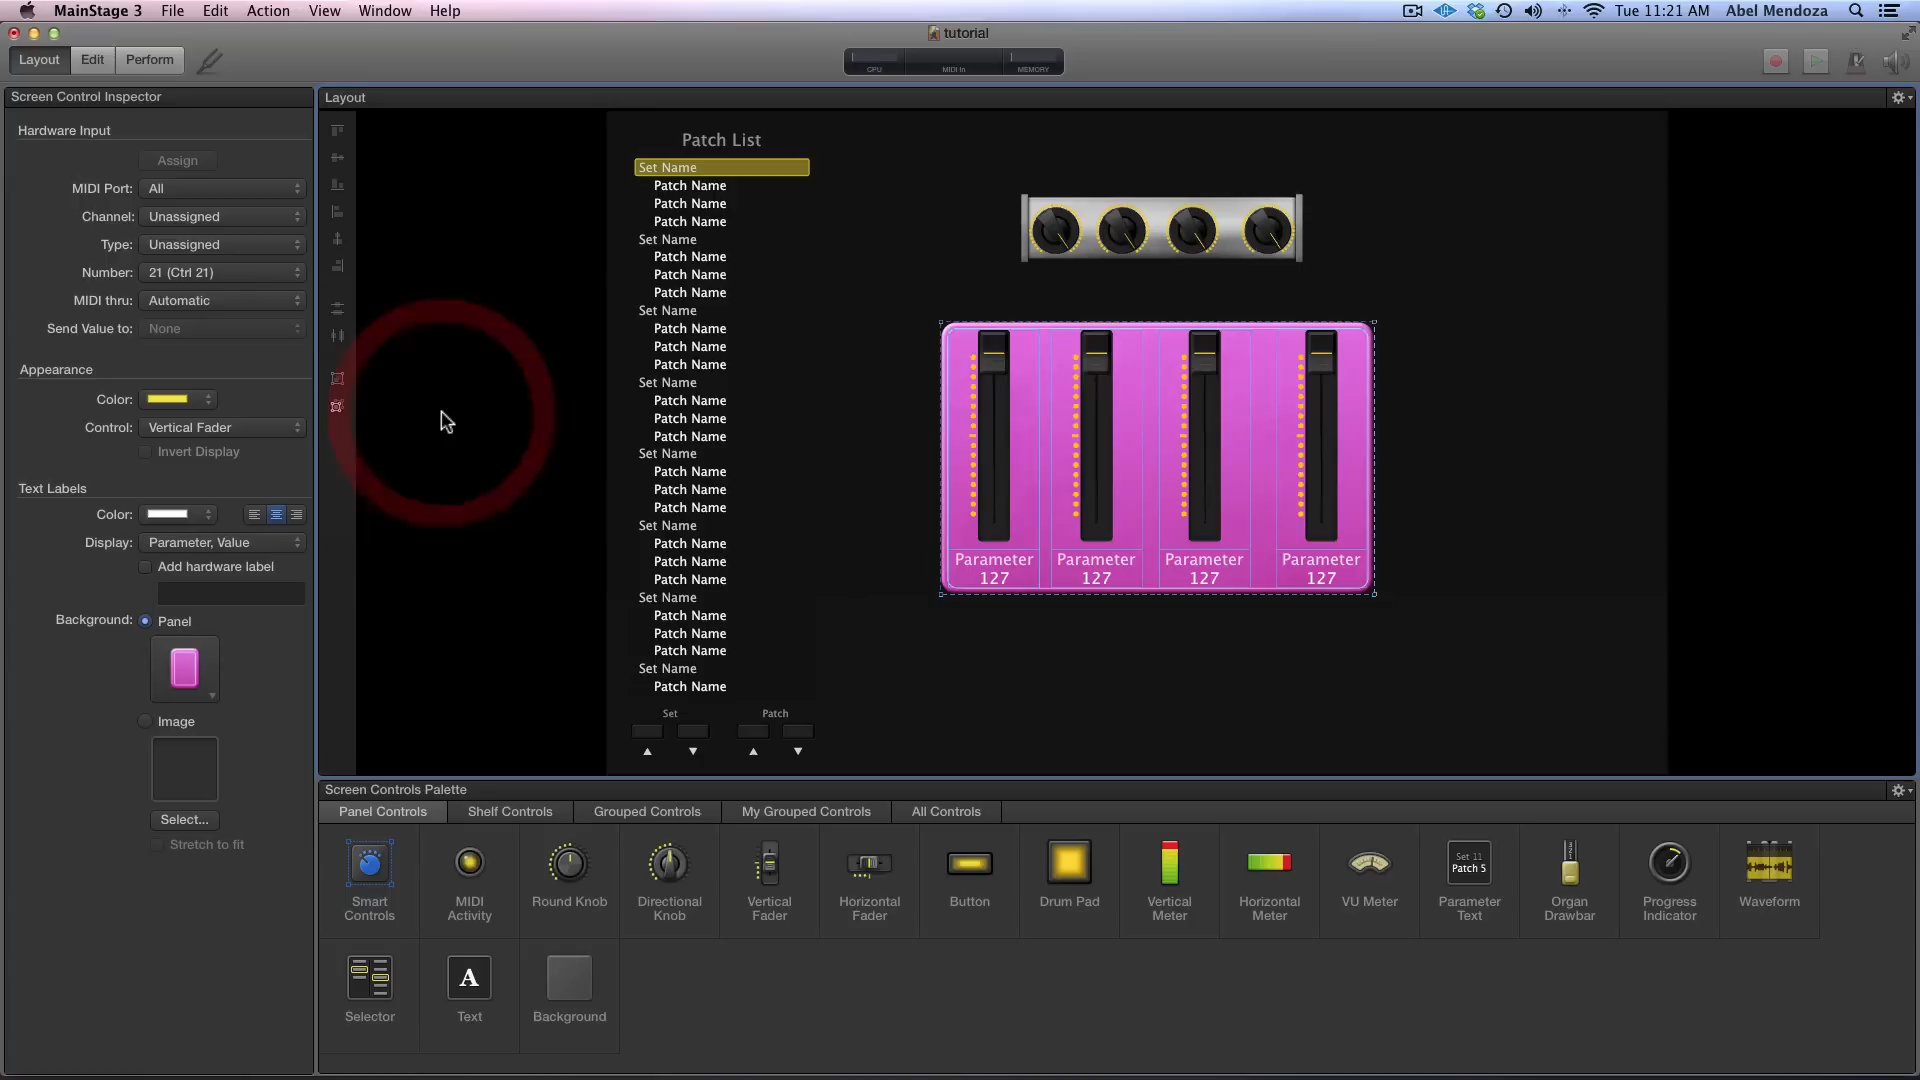 MainStage 3 File Edit Action View Window Help
Tue 11:21 AM Abel Mendoza
tutorial
Layout Edit Perform
CPU MIDI In MEMORY
Screen Control Inspector
Hardware Input
Assign
MIDI Port: All
Channel: Unassigned
Type: Unassigned
Number: 21 (Ctrl 21)
MIDI thru: Automatic
Send Value to: None
Appearance
Color:
Control: Vertical Fader
Invert Display
Text Labels
Color:
Display: Parameter, Value
Add hardware label
Background: Panel
Image
Select...
Stretch to fit
Layout
Patch List
Set Name
Patch Name
Patch Name
Patch Name
Set Name
Patch Name
Patch Name
Patch Name
Set Name
Patch Name
Patch Name
Patch Name
Set Name
Patch Name
Patch Name
Patch Name
Set Name
Patch Name
Patch Name
Patch Name
Set Name
Patch Name
Patch Name
Patch Name
Set Name
Patch Name
Patch Name
Patch Name
Set Name
Patch Name
Set Patch
Parameter Parameter Parameter Parameter
127 127 127 127
Screen Controls Palette
Panel Controls Shelf Controls Grouped Controls My Grouped Controls All Controls
Smart Controls
MIDI Activity
Round Knob
Directional Knob
Vertical Fader
Horizontal Fader
Button
Drum Pad
Vertical Meter
Horizontal Meter
VU Meter
Set 11
Patch 5
Parameter Text
Organ Drawbar
Progress Indicator
Waveform
Selector
A
Text
Background